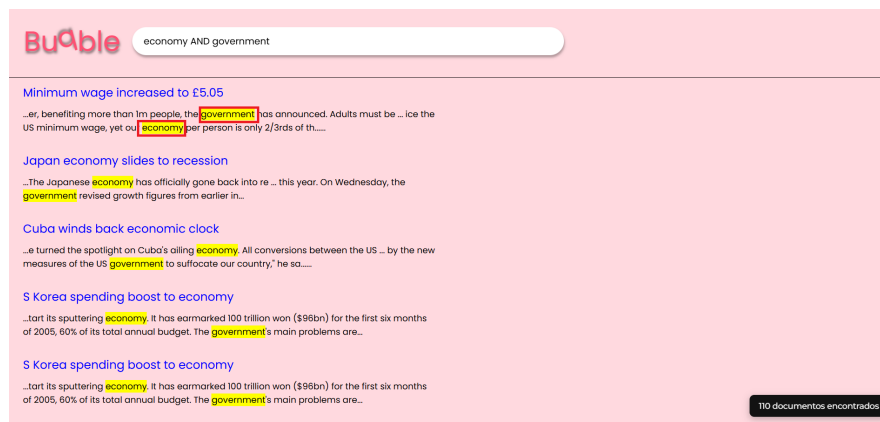 Buable
economy AND government
Minimum wage increased to £5.05
...er, benefiting more than 1m people, the government has announced. Adults must be ... ice the
US minimum wage, yet ou economy per person is only 2/3rds of th......
Japan economy slides to recession
...The Japanese economy has officially gone back into re ... this year. On Wednesday, the
government revised growth figures from earlier in...
Cuba winds back economic clock
...e turned the spotlight on Cuba's ailing economy. All conversions between the US ... by the new
measures of the US government to suffocate our country," he sa......
S Korea spending boost to economy
...tart its sputtering economy. It has earmarked 100 trillion won ($96bn) for the first six months
of 2005, 60% of its total annual budget. The government's main problems are...
S Korea spending boost to economy
...tart its sputtering economy. It has earmarked 100 trillion won ($96bn) for the first six months
of 2005, 60% of its total annual budget. The government's main problems are...
110 documentos encontrados